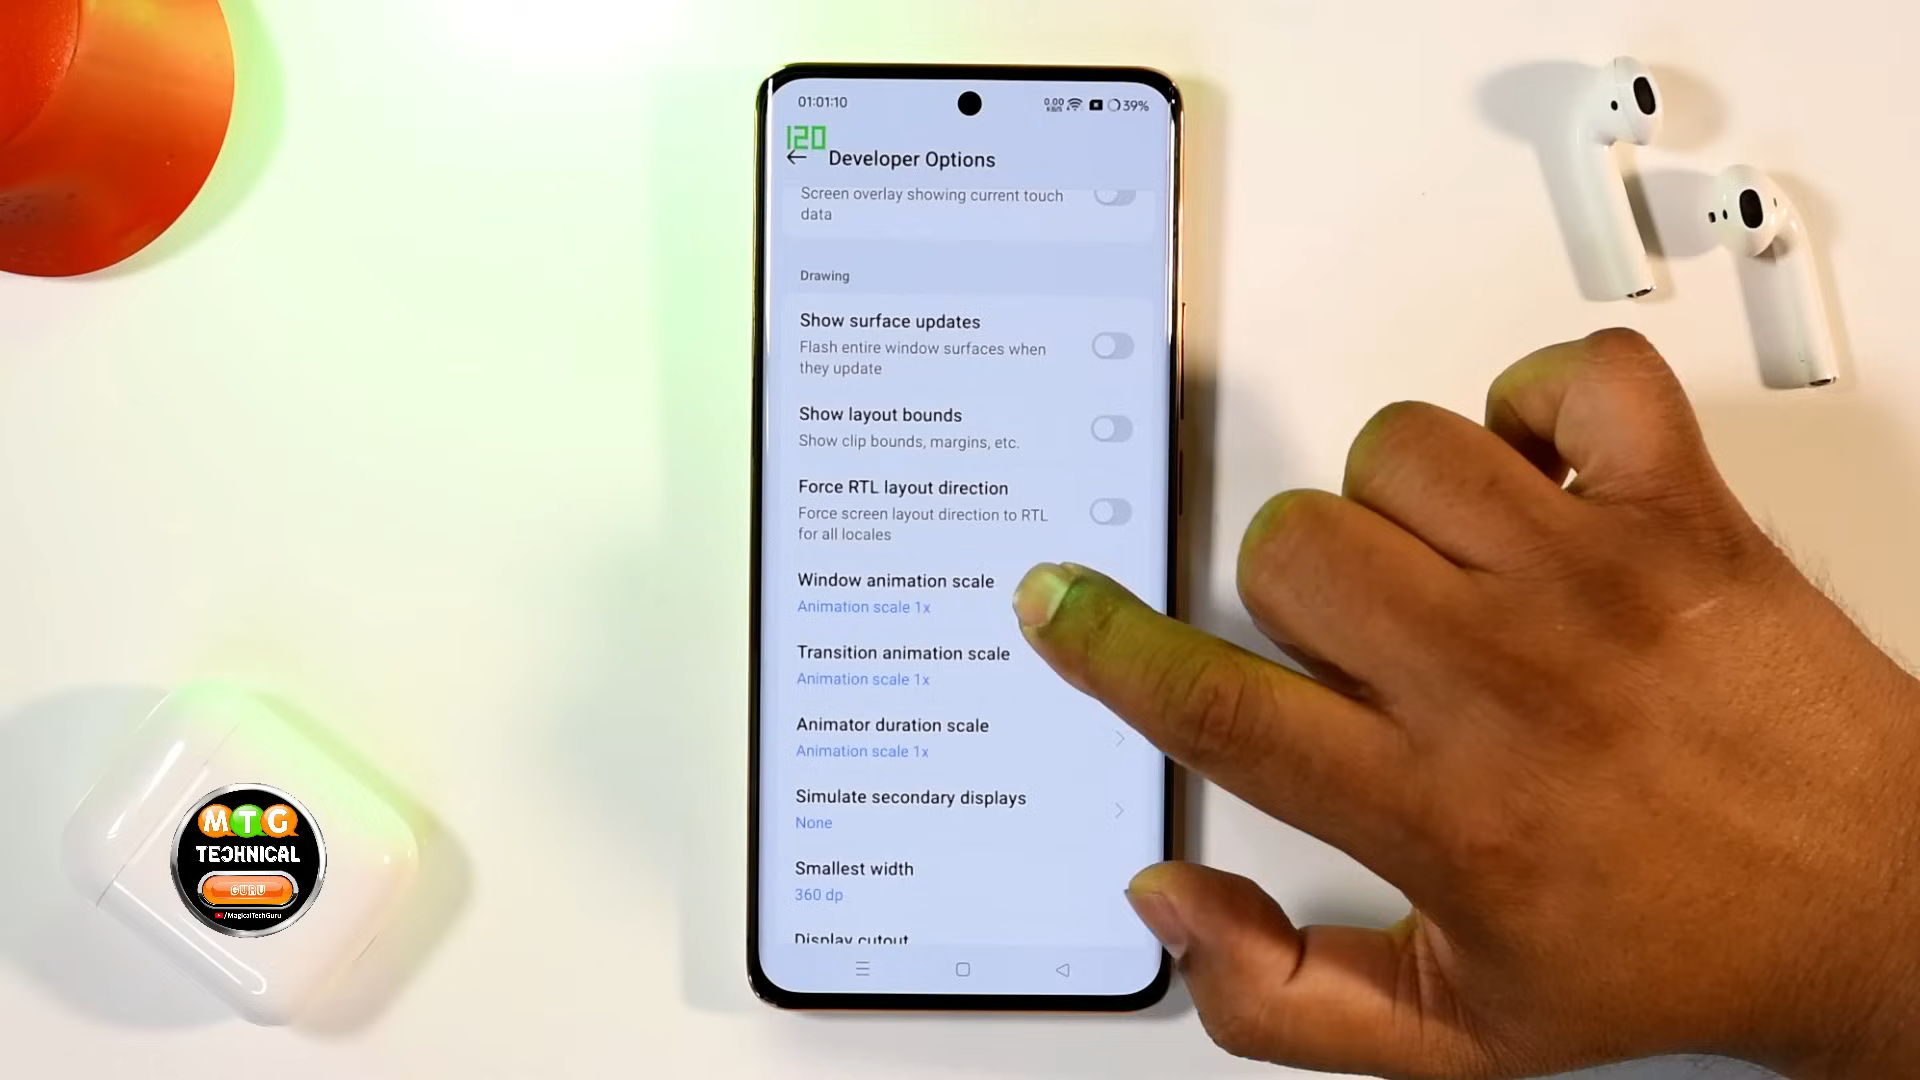 01:01:10
0.00
KB/S
39%
120
Developer Options
Screen overlay showing current touch
data
Drawing
Show surface updates
Flash entire window surfaces when
they update
Show layout bounds
Show clip bounds, margins, etc.
Force RTL layout direction
Force screen layout direction to RTL
for all locales
Window animation scale
Animation scale 1x
Transition animation scale
Animation scale 1x
Animator duration scale
Animation scale 1x
Simulate secondary displays
None
Smallest width
360 dp
Display cutout
MTG
TECHNICAL
GURU
/MagicalTechGuru